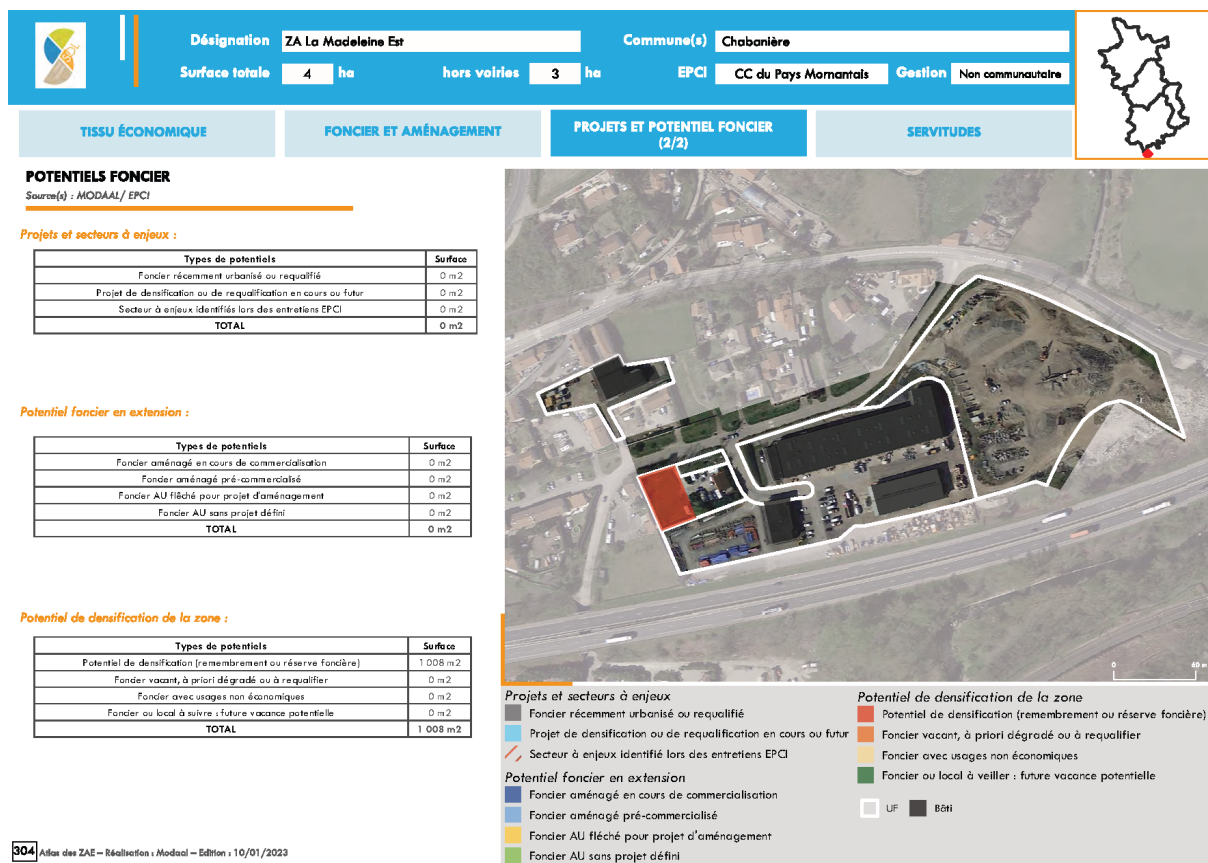 Désignation ZA La Madeleine Est Commune(s) Chabanière
Surface totale 4 ha hors voiries 3 ha EPCI CC du Pays Mornantais Gestion Non communautaire
TISSU ÉCONOMIQUE
FONCIER ET AMÉNAGEMENT
PROJETS ET POTENTIEL FONCIER
(2/2)
SERVITUDES
POTENTIELS FONCIER
Source(s) : MODAAL/ EPCI
Projets et secteurs à enjeux :
Types de potentiels Surface
Foncier récemment urbanisé ou requalifié 0 m2
Projet de densification ou de requalification en cours ou futur 0 m2
Secteur à enjeux identifiés lors des entretiens EPCI 0 m2
TOTAL 0 m2
Potentiel foncier en extension :
Types de potentiels Surface
Foncier aménagé en cours de commercialisation 0 m2
Foncier aménagé pré-commercialisé 0 m2
Foncier AU flêché pour projet d'aménagement 0 m2
Foncier AU sans projet défini 0 m2
TOTAL 0 m2
Potentiel de densification de la zone :
Types de potentiels Surface
Potentiel de densification (remembrement ou réserve foncière) 1 008 m2
Foncier vacant, à priori dégradé ou à requalifier 0 m2
Foncier avec usages non économiques 0 m2
Foncier ou local à suivre : future vacance potentielle 0 m2
TOTAL 1 008 m2
0 60 m
Projets et secteurs à enjeux
Foncier récemment urbanisé ou requalifié
Projet de densification ou de requalification en cours ou futur
Secteur à enjeux identifié lors des entretiens EPCI
Potentiel foncier en extension
Foncier aménagé en cours de commercialisation
Foncier aménagé pré-commercialisé
Foncier AU fléché pour projet d'aménagement
Foncier AU sans projet défini
Potentiel de densification de la zone
Potentiel de densification (remembrement ou réserve foncière)
Foncier vacant, à priori dégradé ou à requalifier
Foncier avec usages non économiques
Foncier ou local à veiller : future vacance potentielle
UF Bâti
304 Atlas des ZAE – Réalisation : Modaal – Edition : 10/01/2023